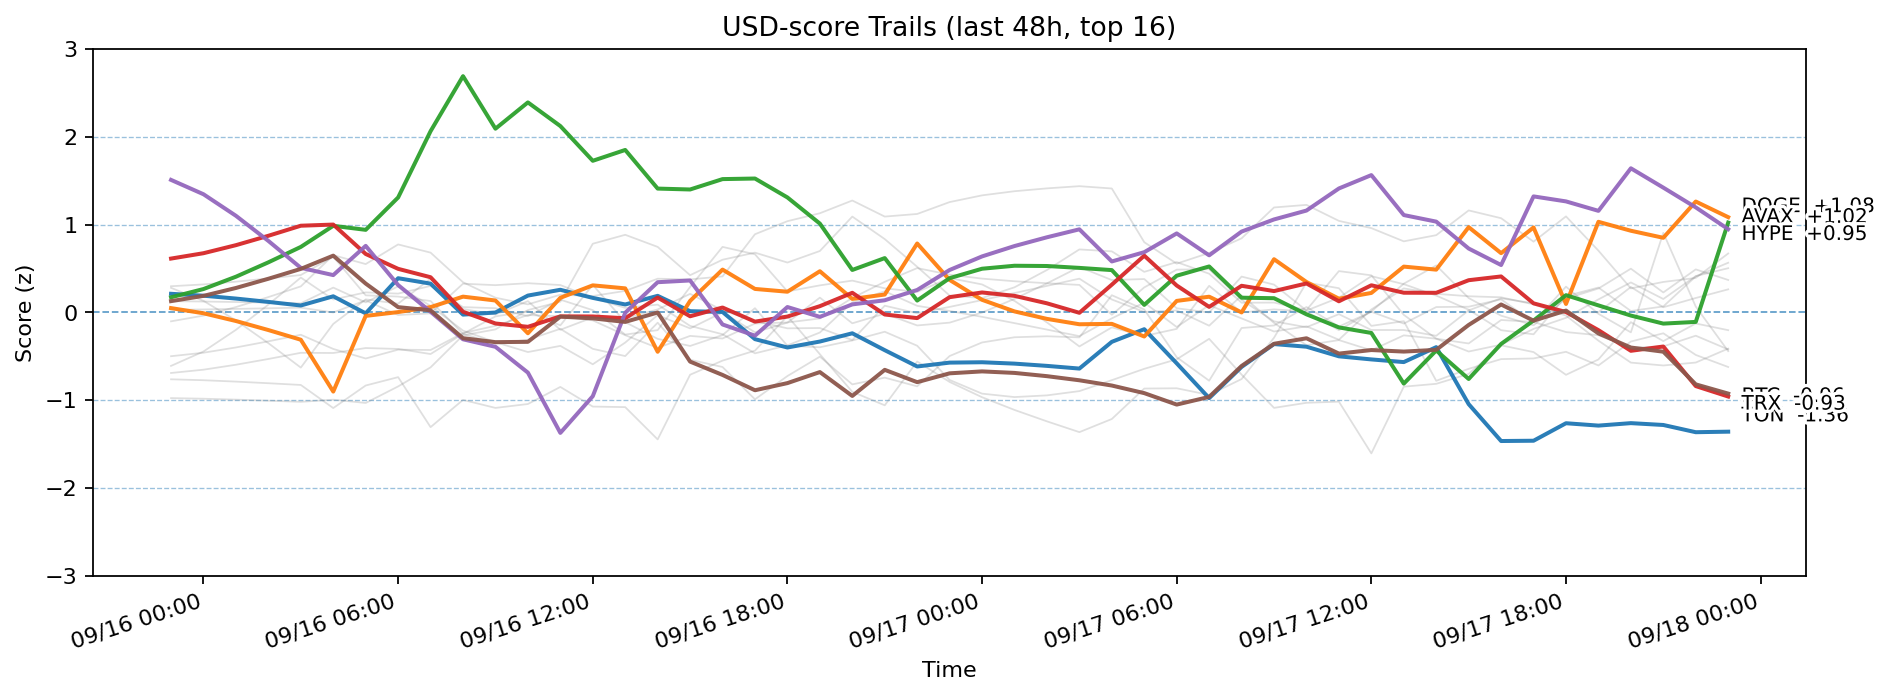 USD-score Trails (last 48h, top 16)
Score (z)
3
2
1
0
−1
−2
−3
DOGE +1.08
AVAX +1.02
HYPE +0.95
BTC -0.96
TRX -0.93
TON -1.36
09/16 00:00
09/16 06:00
09/16 12:00
09/16 18:00
09/17 00:00
09/17 06:00
09/17 12:00
09/17 18:00
09/18 00:00
Time